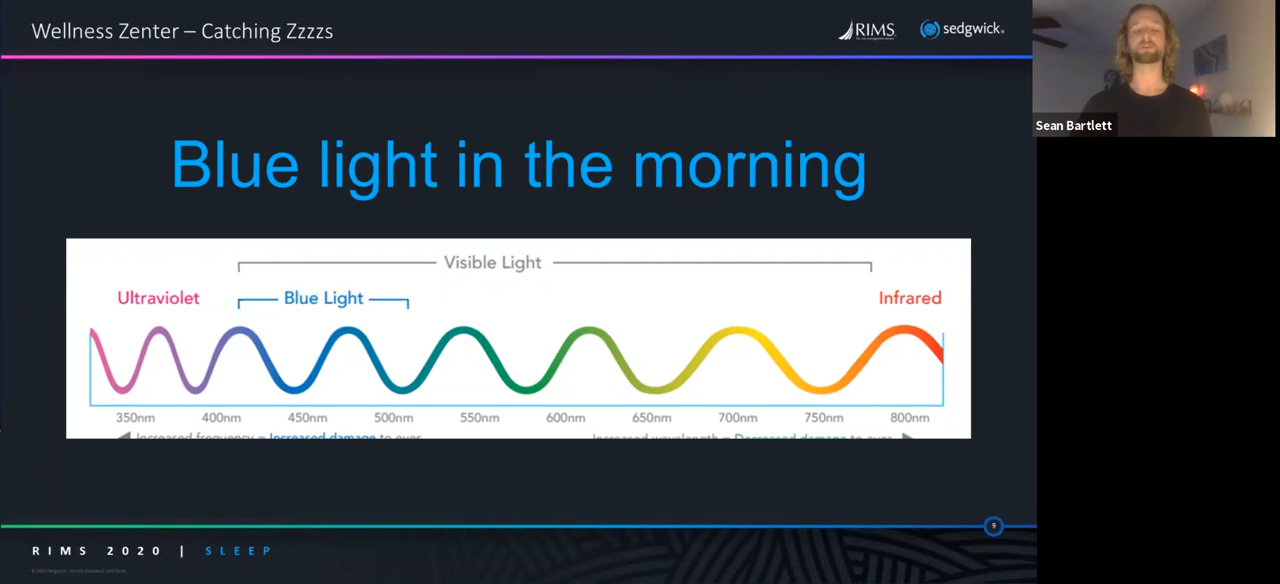 Wellness Zenter – Catching Zzzzs
RIMS
sedgwick.
Sean Bartlett
Blue light in the morning
Visible Light
Ultraviolet
Blue Light
Infrared
350nm 400nm 450nm 500nm 550nm 600nm 650nm 700nm 750nm 800nm
Increased frequency = Increased damage to eyes
Increased wavelength = Decreased damage to eyes
9
RIMS 2020 | SLEEP